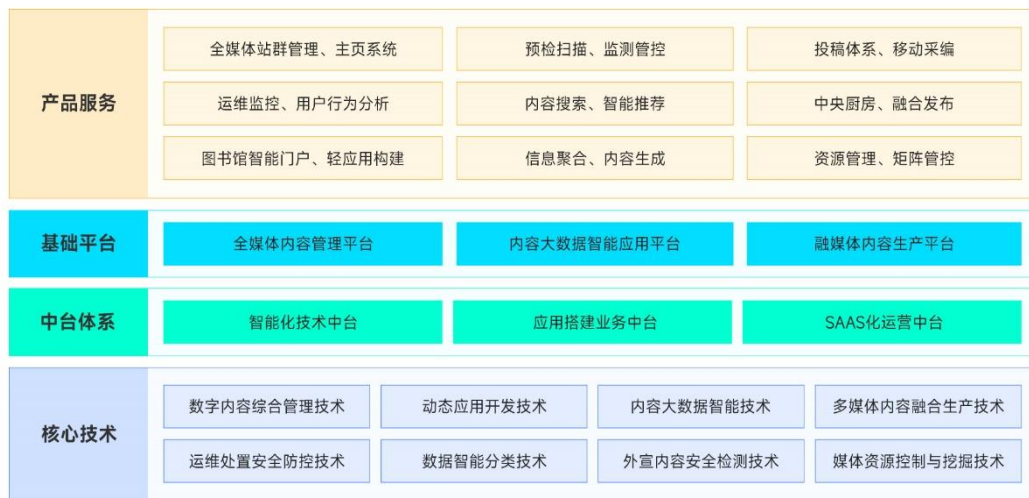 产品服务
全媒体站群管理、主页系统
预检扫描、监测管控
投稿体系、移动采编
运维监控、用户行为分析
内容搜索、智能推荐
中央厨房、融合发布
图书馆智能门户、轻应用构建
信息聚合、内容生成
资源管理、矩阵管控
基础平台
全媒体内容管理平台
内容大数据智能应用平台
融媒体内容生产平台
中台体系
智能化技术中台
应用搭建业务中台
SAAS化运营中台
核心技术
数字内容综合管理技术
动态应用开发技术
内容大数据智能技术
多媒体内容融合生产技术
运维处置安全防控技术
数据智能分类技术
外宣内容安全检测技术
媒体资源控制与挖掘技术